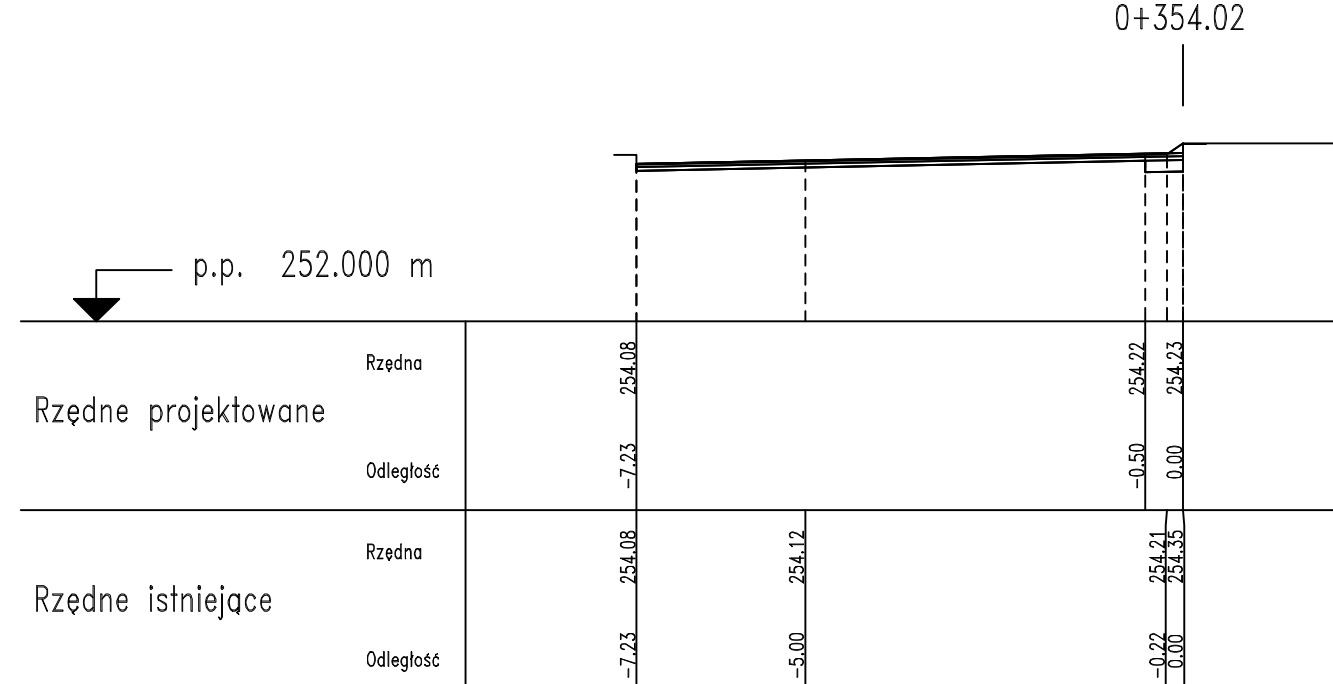 0+354.02
p.p. 252.000 m
Rzędna 254.08 254.22 254.23
Rzędne projektowane
Odległość -7.23 -0.50 0.00
Rzędna 254.08 254.12 254.21 254.35
Rzędne istniejące
Odległość -7.23 -5.00 -0.22 0.00